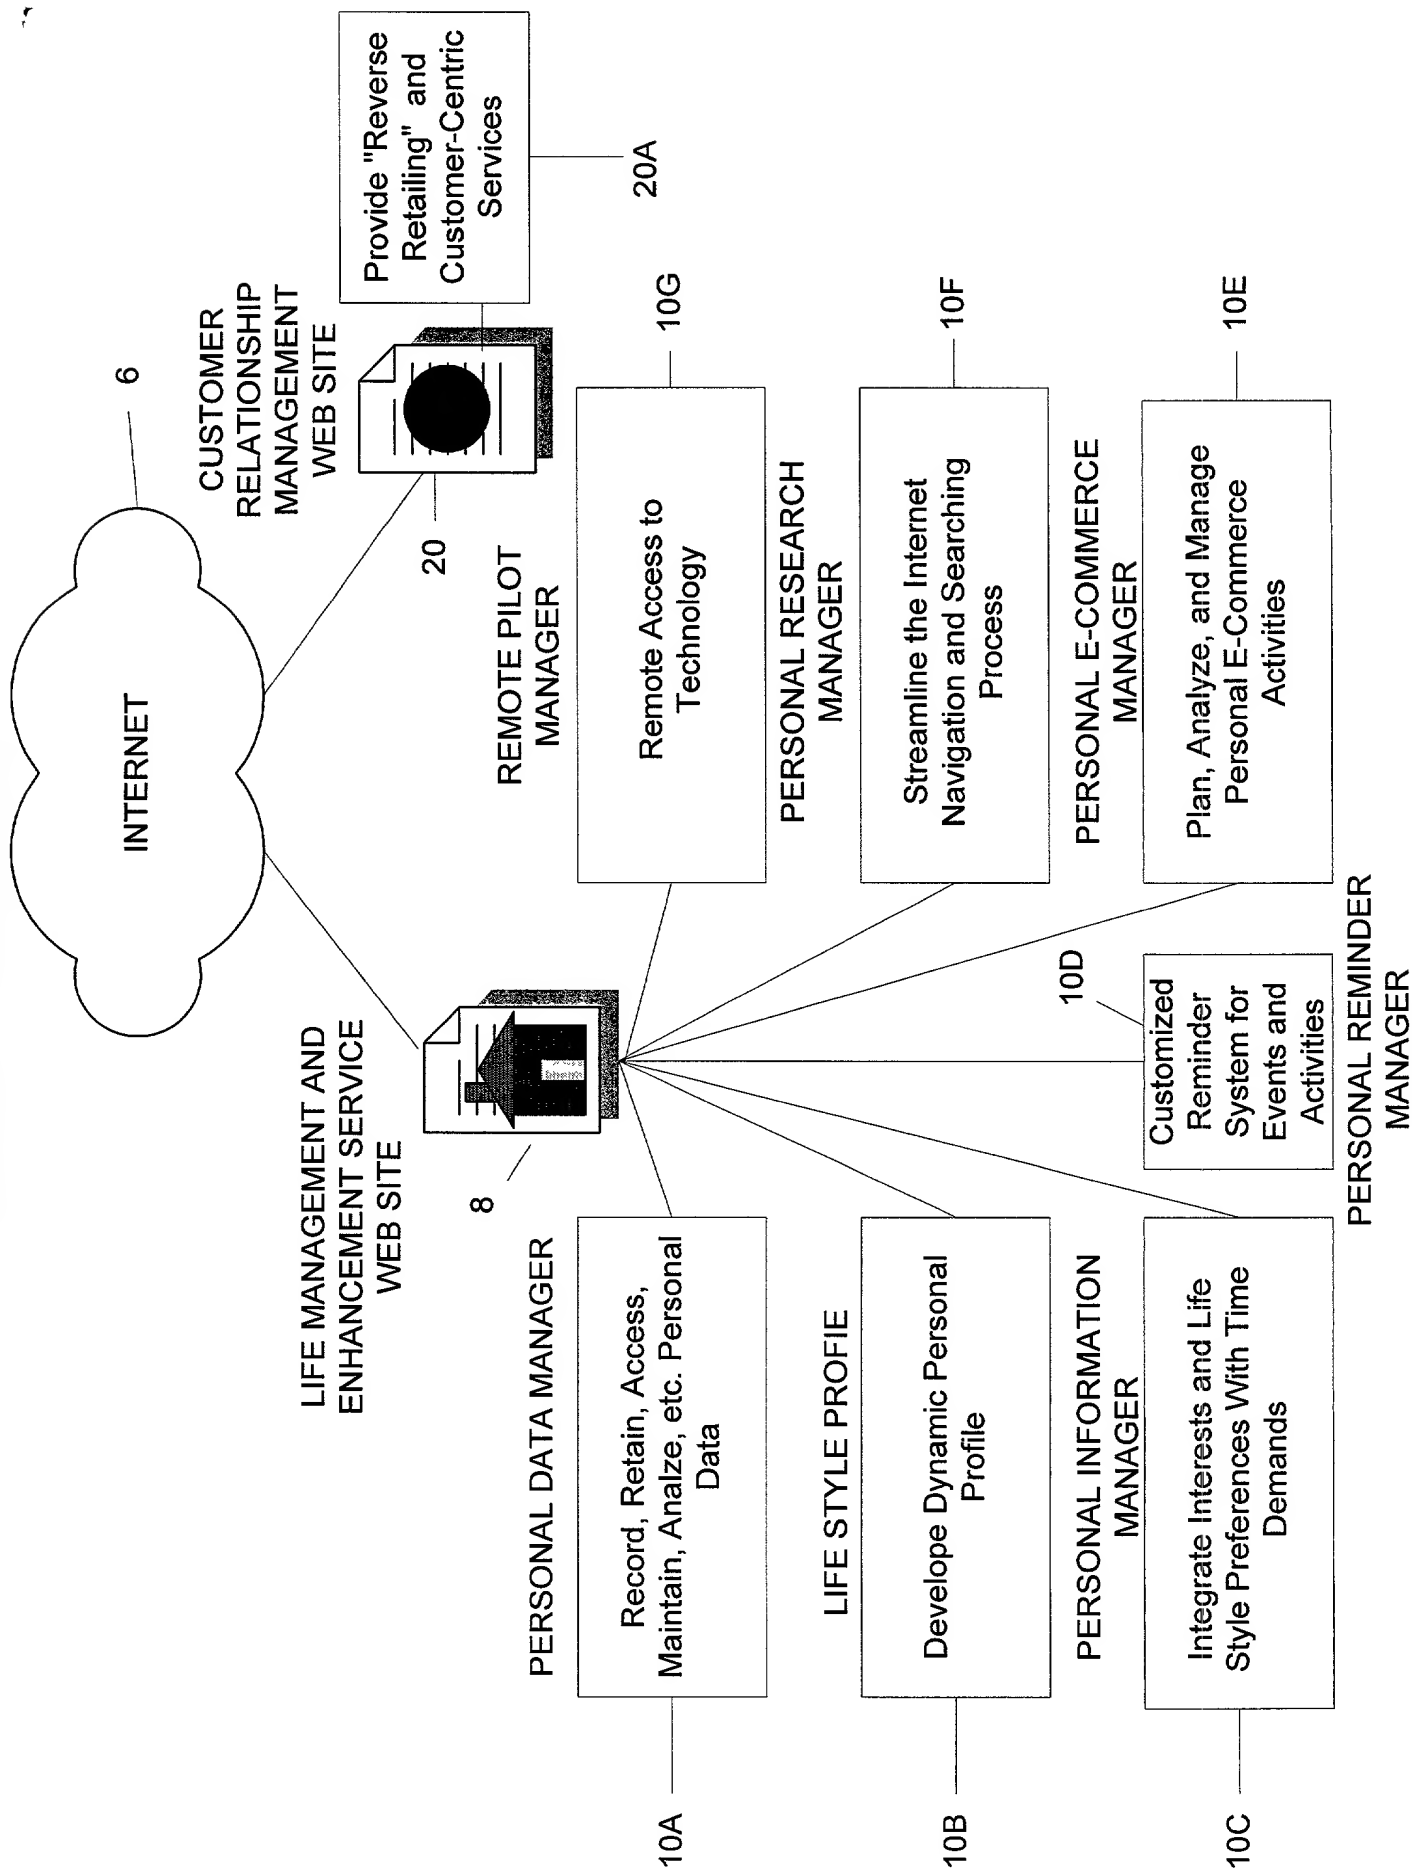 INTERNET
6
LIFE MANAGEMENT AND
ENHANCEMENT SERVICE
WEB SITE
8
CUSTOMER
RELATIONSHIP
MANAGEMENT
WEB SITE
20
Provide "Reverse
Retailing" and
Customer-Centric
Services
20A
PERSONAL DATA MANAGER
Record, Retain, Access,
Maintain, Analze, etc. Personal
Data
10A
REMOTE PILOT
MANAGER
Remote Access to
Technology
10G
LIFE STYLE PROFIE
Develope Dynamic Personal
Profile
10B
PERSONAL RESEARCH
MANAGER
Streamline the Internet
Navigation and Searching
Process
10F
PERSONAL INFORMATION
MANAGER
Integrate Interests and Life
Style Preferences With Time
Demands
10C
10D
Customized
Reminder
System for
Events and
Activities
PERSONAL REMINDER
MANAGER
PERSONAL E-COMMERCE
MANAGER
Plan, Analyze, and Manage
Personal E-Commerce
Activities
10E